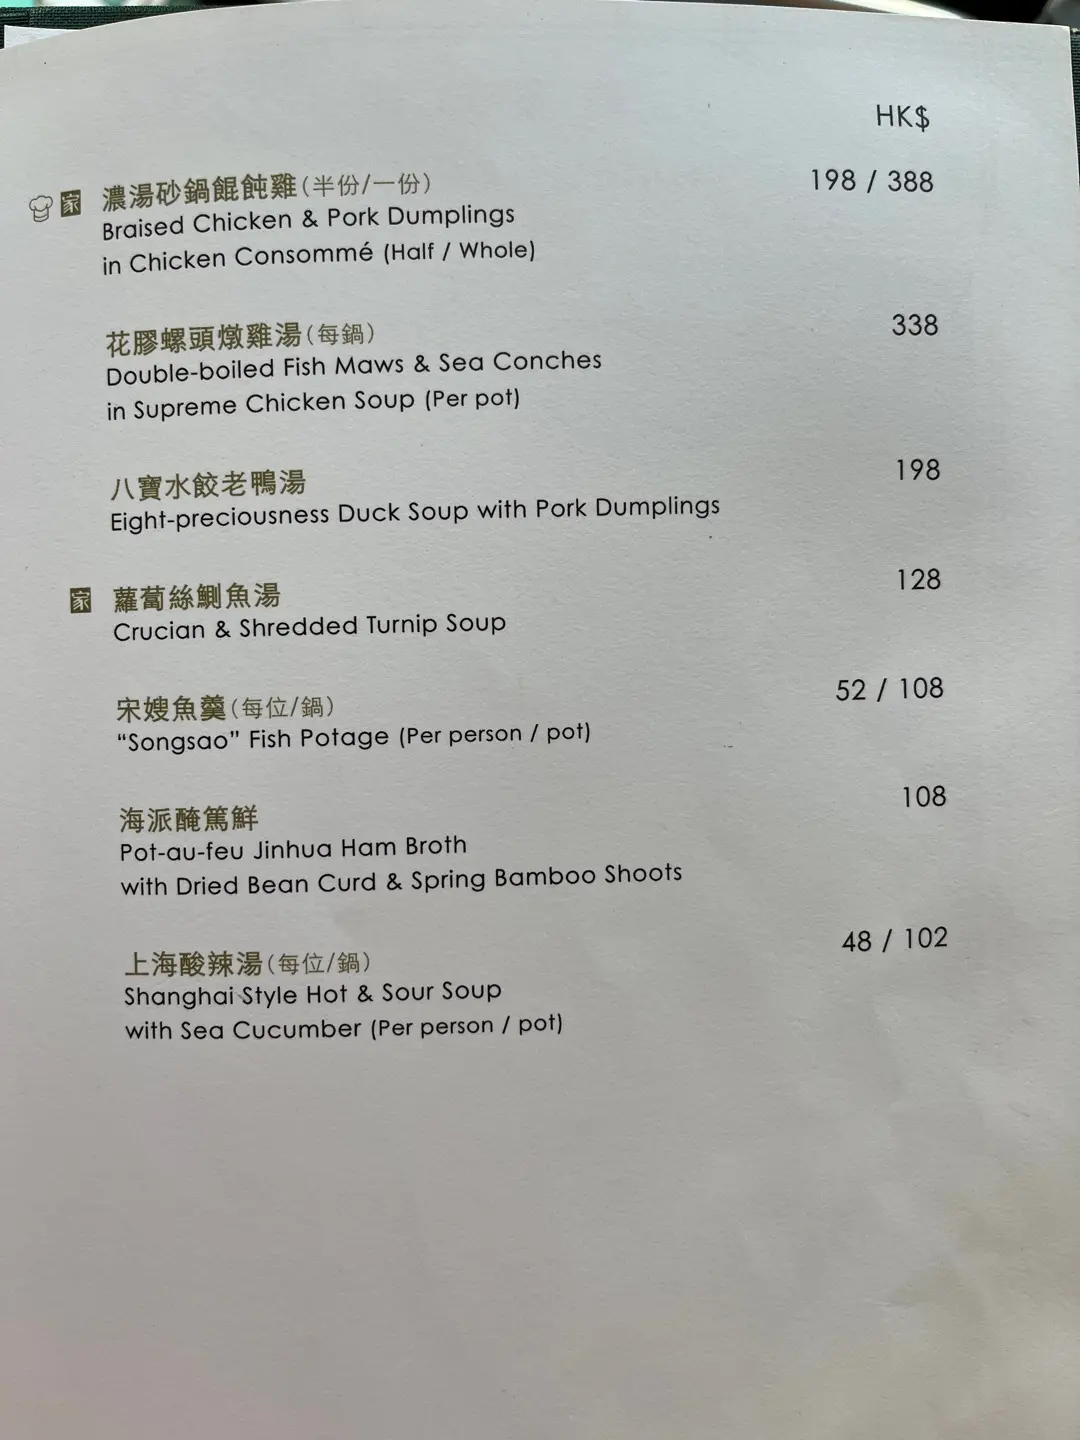 HK$
家 濃湯砂鍋餛飩雞(半份/一份) 198 / 388
Braised Chicken & Pork Dumplings
in Chicken Consommé (Half / Whole)
花膠螺頭燉雞湯(每鍋) 338
Double-boiled Fish Maws & Sea Conches
in Supreme Chicken Soup (Per pot)
八寶水餃老鴨湯 198
Eight-preciousness Duck Soup with Pork Dumplings
家 蘿蔔絲鯽魚湯 128
Crucian & Shredded Turnip Soup
宋嫂魚羹(每位/鍋) 52 / 108
“Songsao” Fish Potage (Per person / pot)
海派醃篤鮮 108
Pot-au-feu Jinhua Ham Broth
with Dried Bean Curd & Spring Bamboo Shoots
上海酸辣湯(每位/鍋) 48 / 102
Shanghai Style Hot & Sour Soup
with Sea Cucumber (Per person / pot)